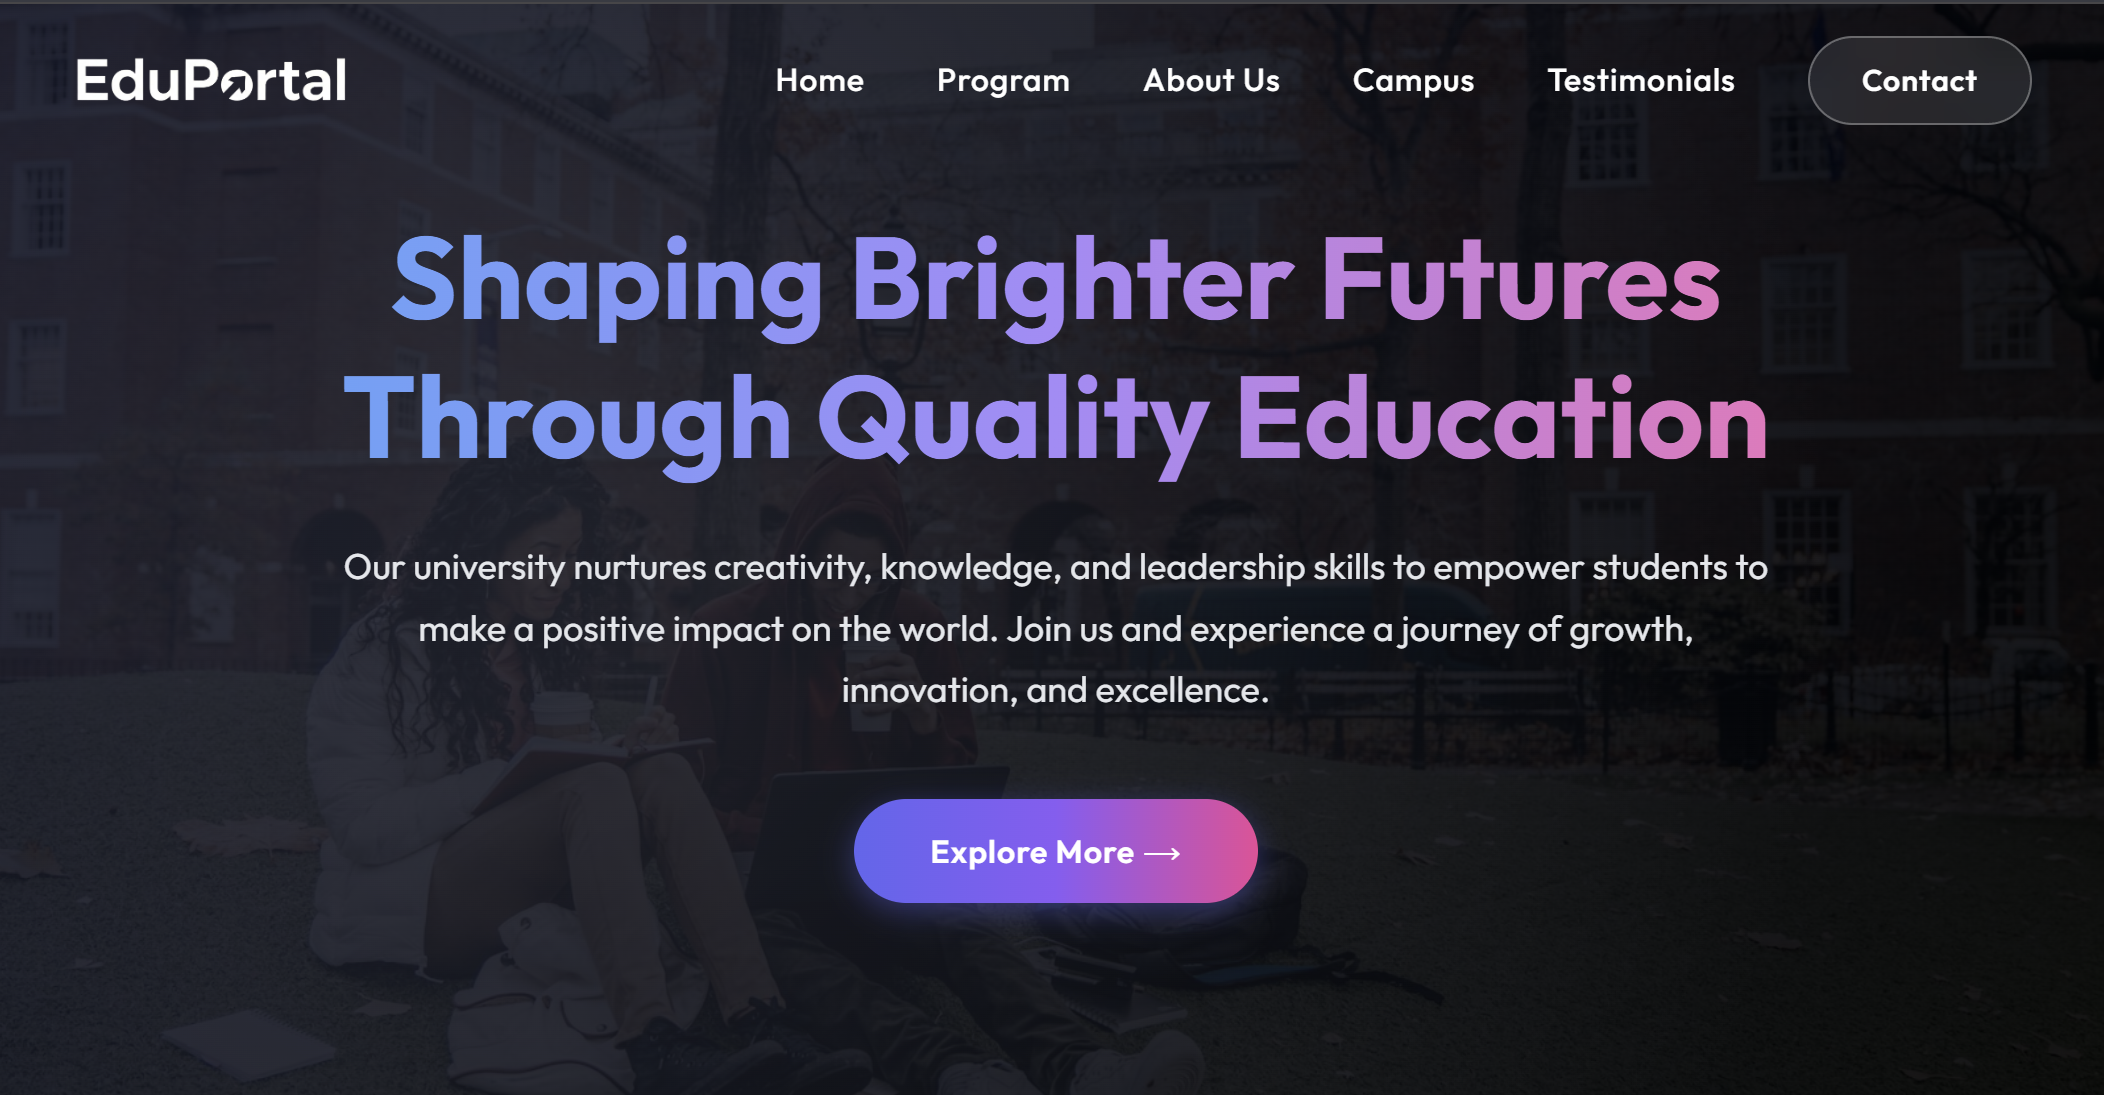 EduPortal
Home Program About Us Campus Testimonials Contact
Shaping Brighter Futures
Through Quality Education
Our university nurtures creativity, knowledge, and leadership skills to empower students to
make a positive impact on the world. Join us and experience a journey of growth,
innovation, and excellence.
Explore More →